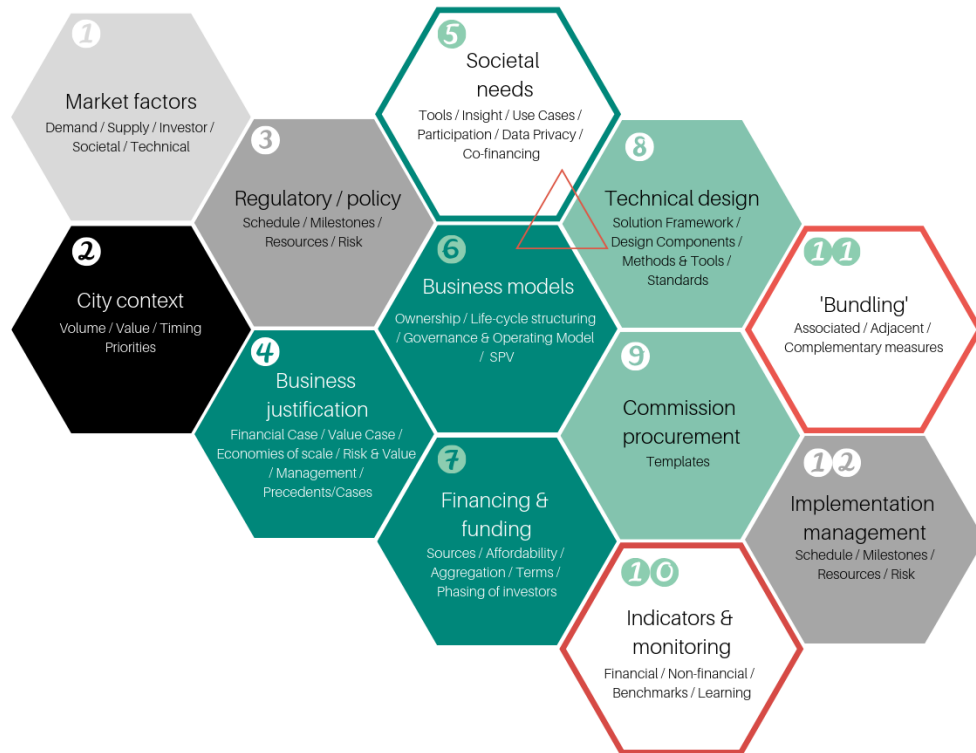 1
Market factors
Demand / Supply / Investor /
Societal / Technical
2
City context
Volume / Value / Timing
Priorities
3
Regulatory / policy
Schedule / Milestones /
Resources / Risk
4
Business
justification
Financial Case / Value Case /
Economies of scale / Risk & Value
/ Management /
Precedents/Cases
5
Societal
needs
Tools / Insight / Use Cases /
Participation / Data Privacy /
Co-financing
6
Business models
Ownership / Life-cycle structuring
/ Governance & Operating Model
/ SPV
7
Financing &
funding
Sources / Affordability /
Aggregation / Terms /
Phasing of investors
8
Technical design
Solution Framework /
Design Components /
Methods & Tools /
Standards
9
Commission
procurement
Templates
10
Indicators &
monitoring
Financial / Non-financial /
Benchmarks / Learning
11
'Bundling'
Associated / Adjacent /
Complementary measures
12
Implementation
management
Schedule / Milestones /
Resources / Risk